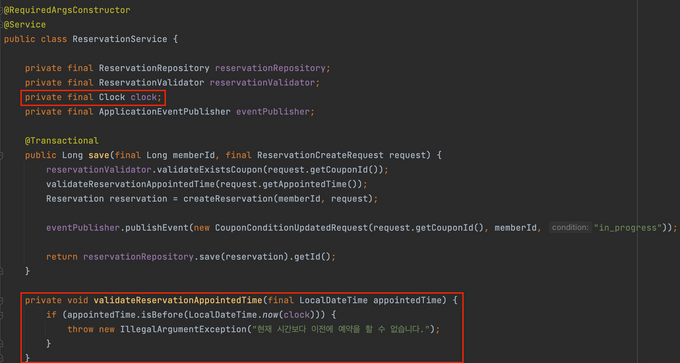 @RequiredArgsConstructor
@Service
public class ReservationService {
private final ReservationRepository reservationRepository;
private final ReservationValidator reservationValidator;
private final Clock clock;
private final ApplicationEventPublisher eventPublisher;
@Transactional
public Long save(final Long memberId, final ReservationCreateRequest request) {
reservationValidator.validateExistsCoupon(request.getCouponId());
validateReservationAppointedTime(request.getAppointedTime());
Reservation reservation = createReservation(memberId, request);
eventPublisher.publishEvent(new CouponConditionUpdatedRequest(request.getCouponId(), memberId, condition: "in_progress"));
return reservationRepository.save(reservation).getId();
}
private void validateReservationAppointedTime(final LocalDateTime appointedTime) {
if (appointedTime.isBefore(LocalDateTime.now(clock))) {
throw new IllegalArgumentException("현재 시간보다 이전에 예약을 할 수 없습니다.");
}
}